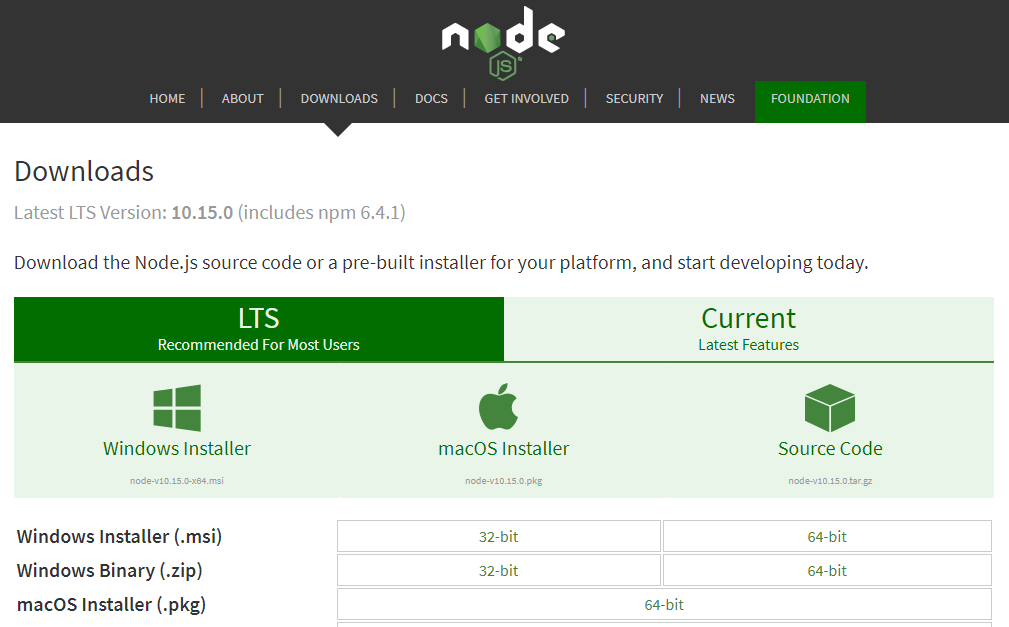 node
JS
HOME ABOUT DOWNLOADS DOCS GET INVOLVED SECURITY NEWS FOUNDATION
Downloads
Latest LTS Version: 10.15.0 (includes npm 6.4.1)
Download the Node.js source code or a pre-built installer for your platform, and start developing today.
LTS
Recommended For Most Users
Current
Latest Features
Windows Installer
node-v10.15.0-x64.msi
macOS Installer
node-v10.15.0.pkg
Source Code
node-v10.15.0.tar.gz
Windows Installer (.msi) 32-bit 64-bit
Windows Binary (.zip) 32-bit 64-bit
macOS Installer (.pkg) 64-bit